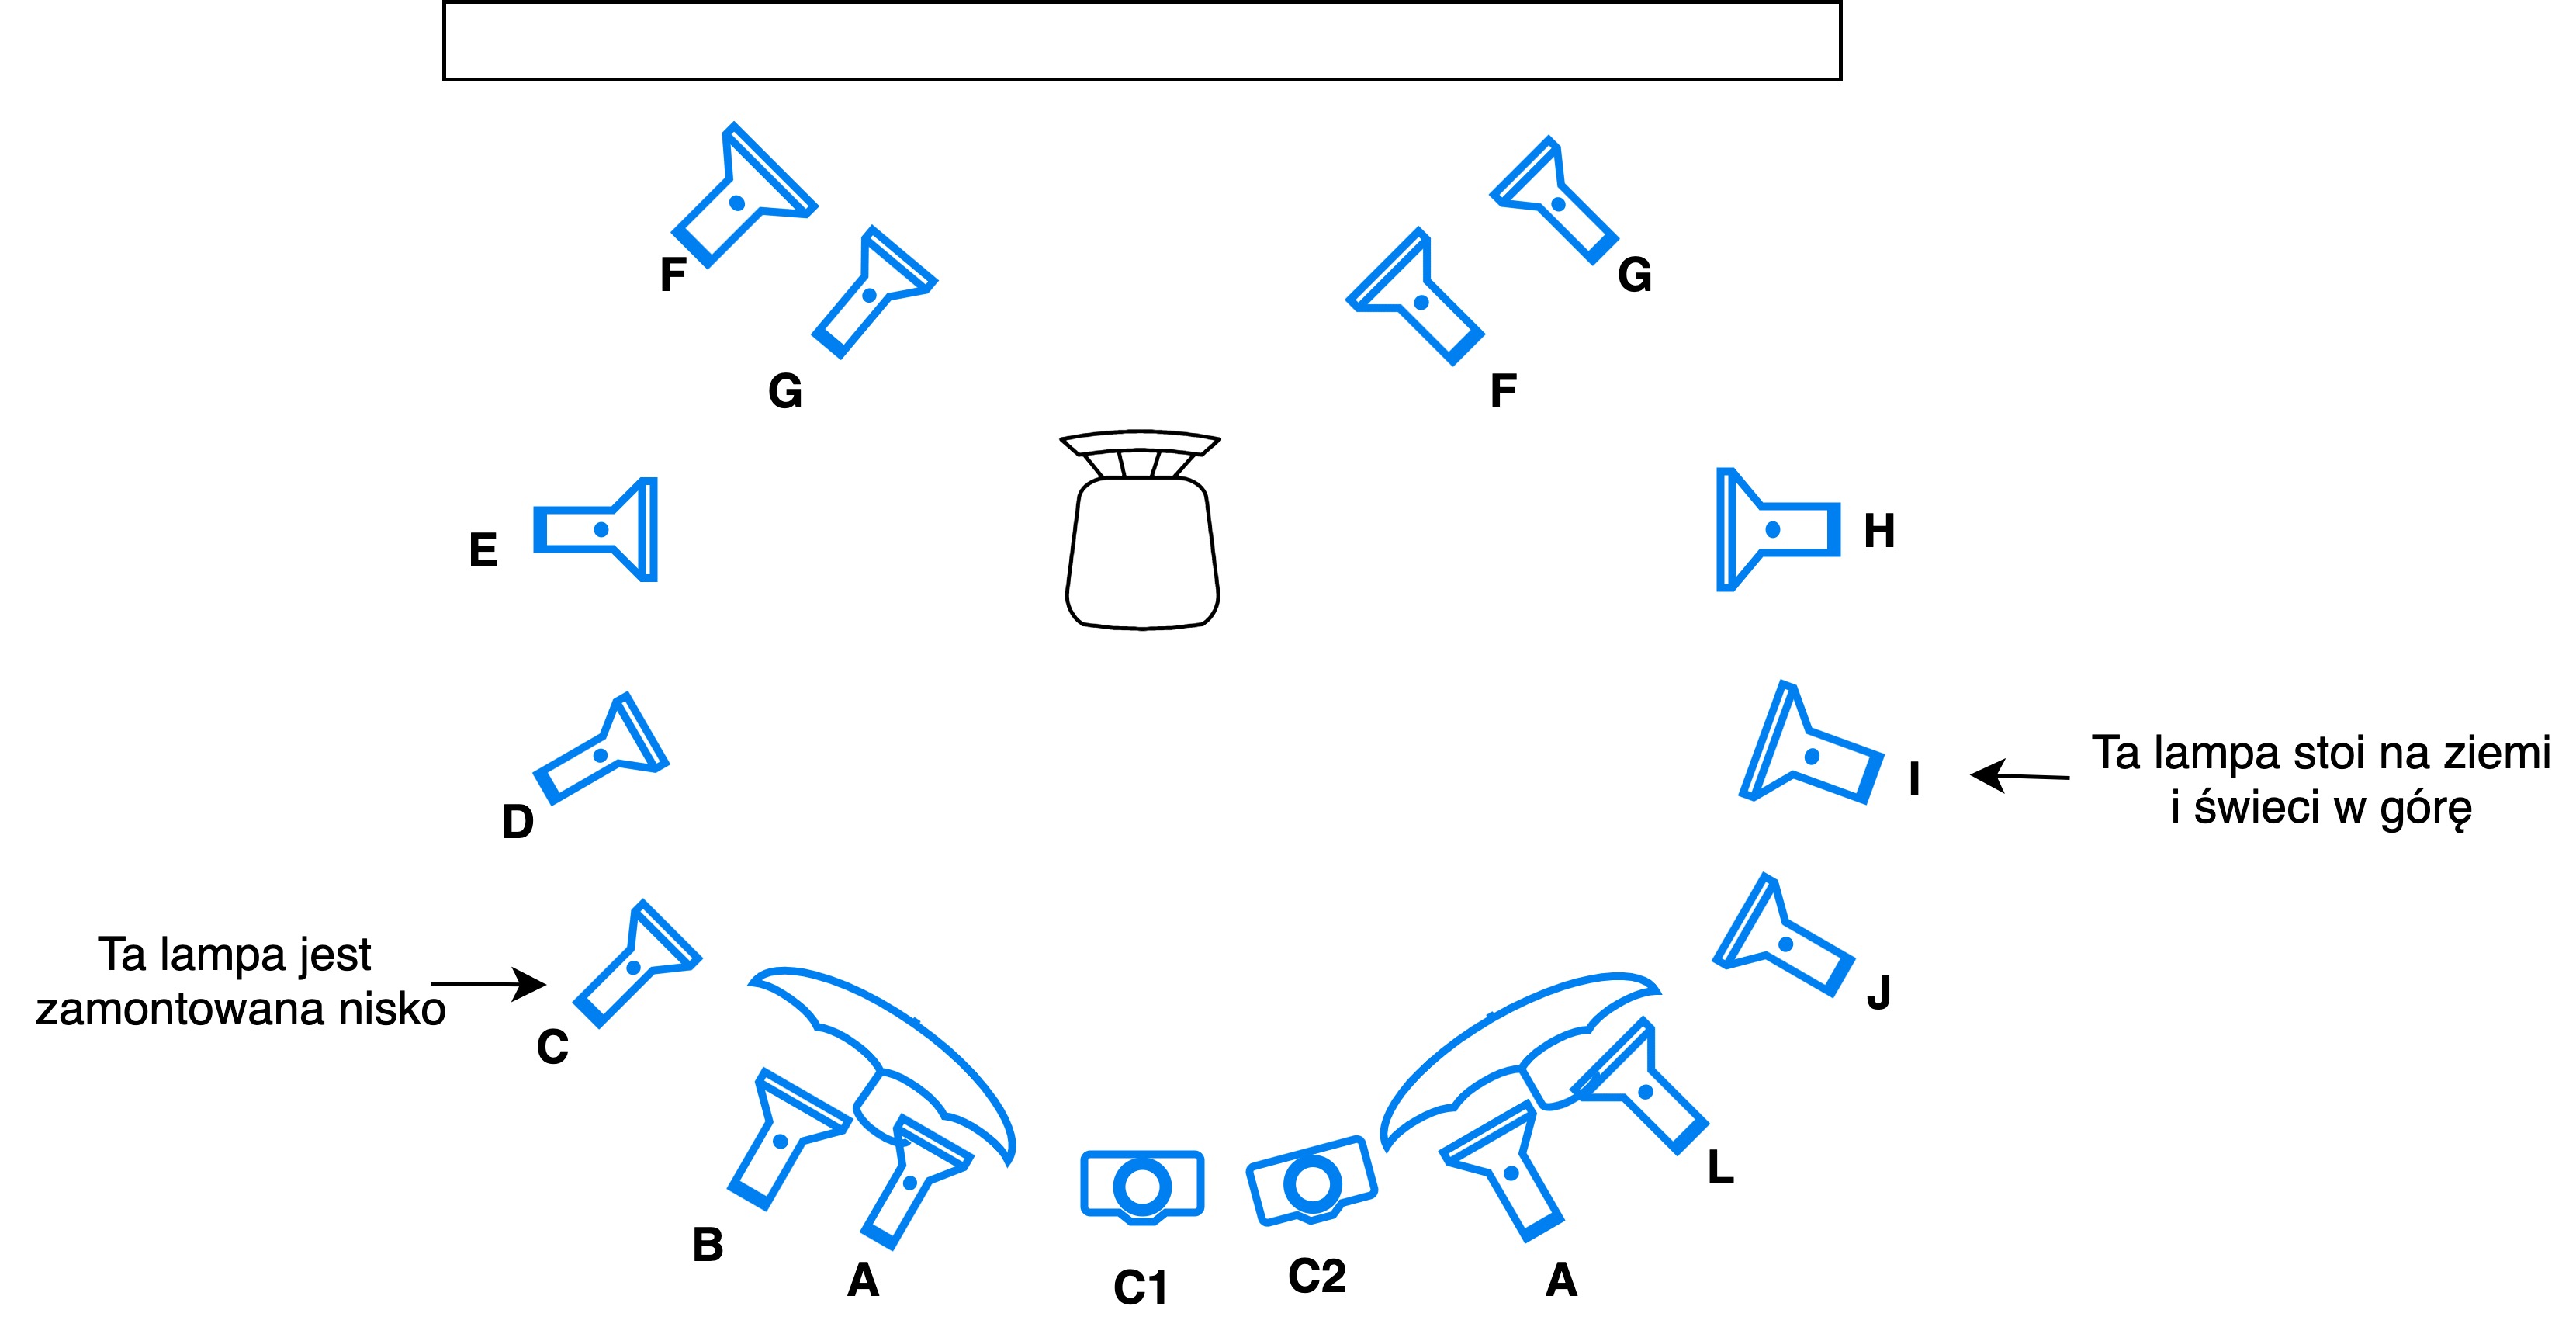 F
G
G
F
E
H
D
I
Ta lampa stoi na ziemi
i świeci w górę
Ta lampa jest
zamontowana nisko
C
J
B
A
C1
C2
A
L